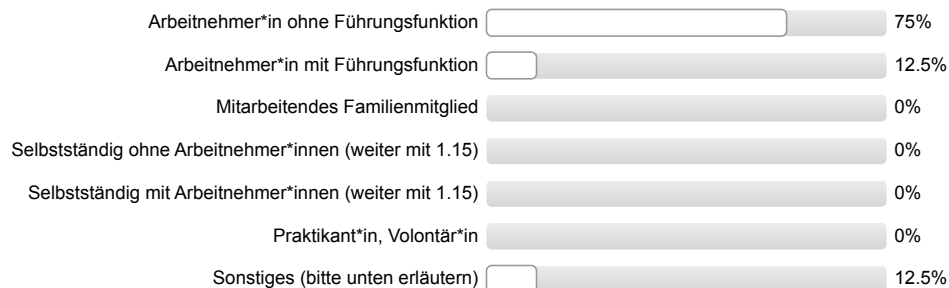 Arbeitnehmer*in ohne Führungsfunktion 75%
Arbeitnehmer*in mit Führungsfunktion 12.5%
Mitarbeitendes Familienmitglied 0%
Selbstständig ohne Arbeitnehmer*innen (weiter mit 1.15) 0%
Selbstständig mit Arbeitnehmer*innen (weiter mit 1.15) 0%
Praktikant*in, Volontär*in 0%
Sonstiges (bitte unten erläutern) 12.5%